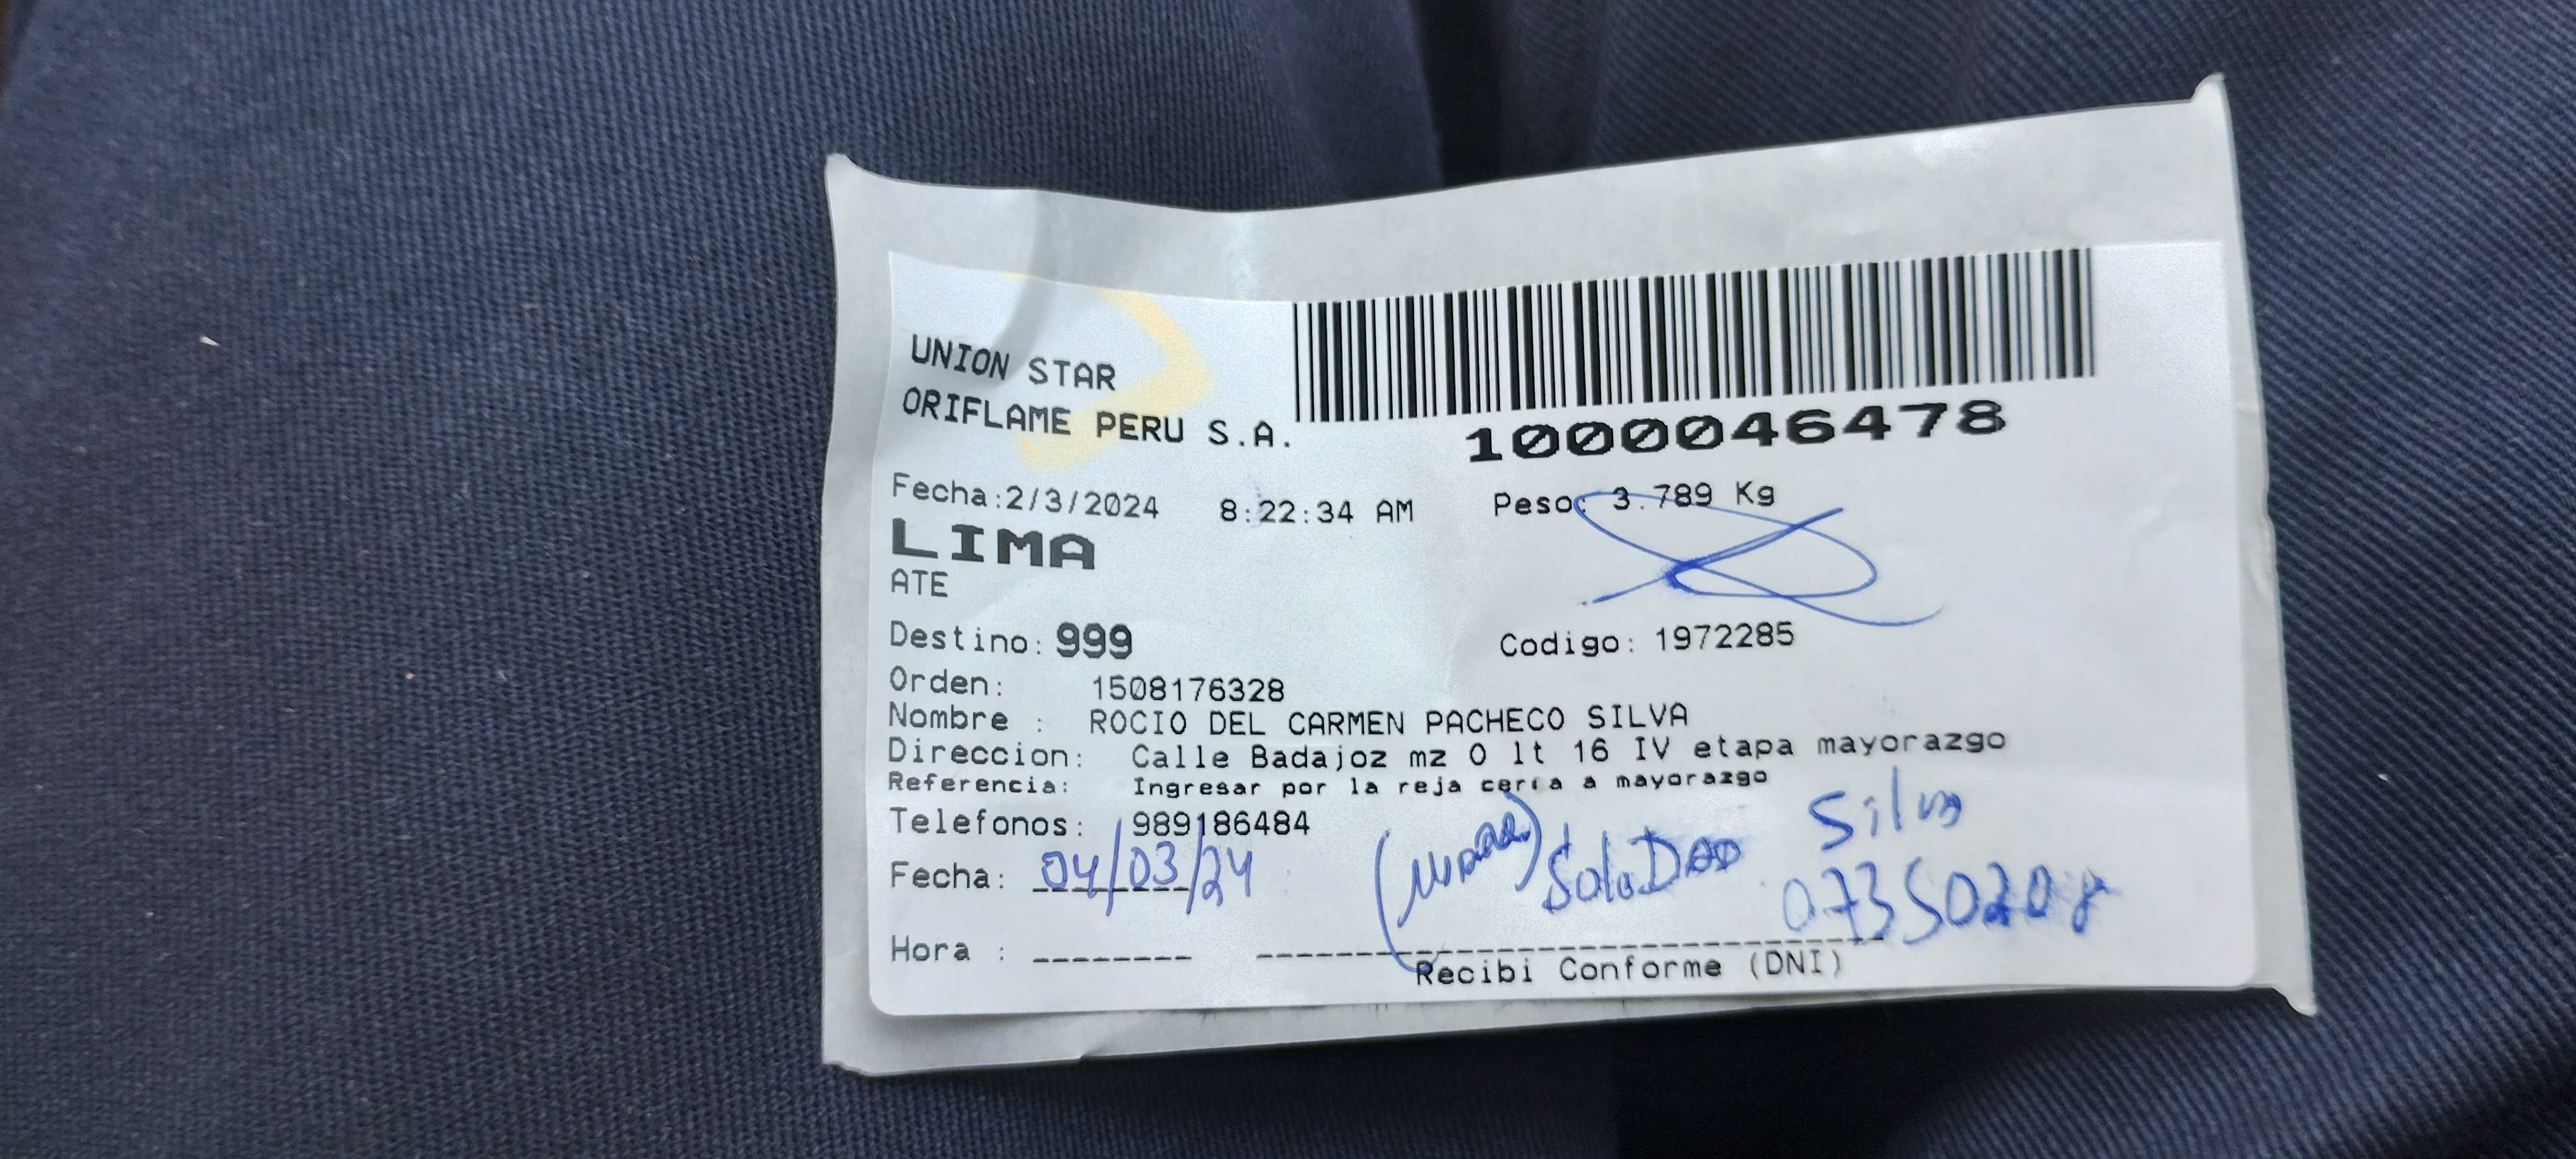 UNION STAR
ORIFLAME PERU S.A.
1000046478
Fecha:2/3/2024 8:22:34 AM Peso: 3.789 Kg
LIMA
ATE
Destino: 999 Codigo: 1972285
Orden: 1508176328
Nombre : ROCIO DEL CARMEN PACHECO SILVA
Direccion: Calle Badajoz mz O lt 16 IV etapa mayorazgo
Referencia: Ingresar por la reja cerca a mayorazgo
Telefonos: 989186484
Silva
Fecha: 04/03/24
07350208
Hora :
Recibi Conforme (DNI)